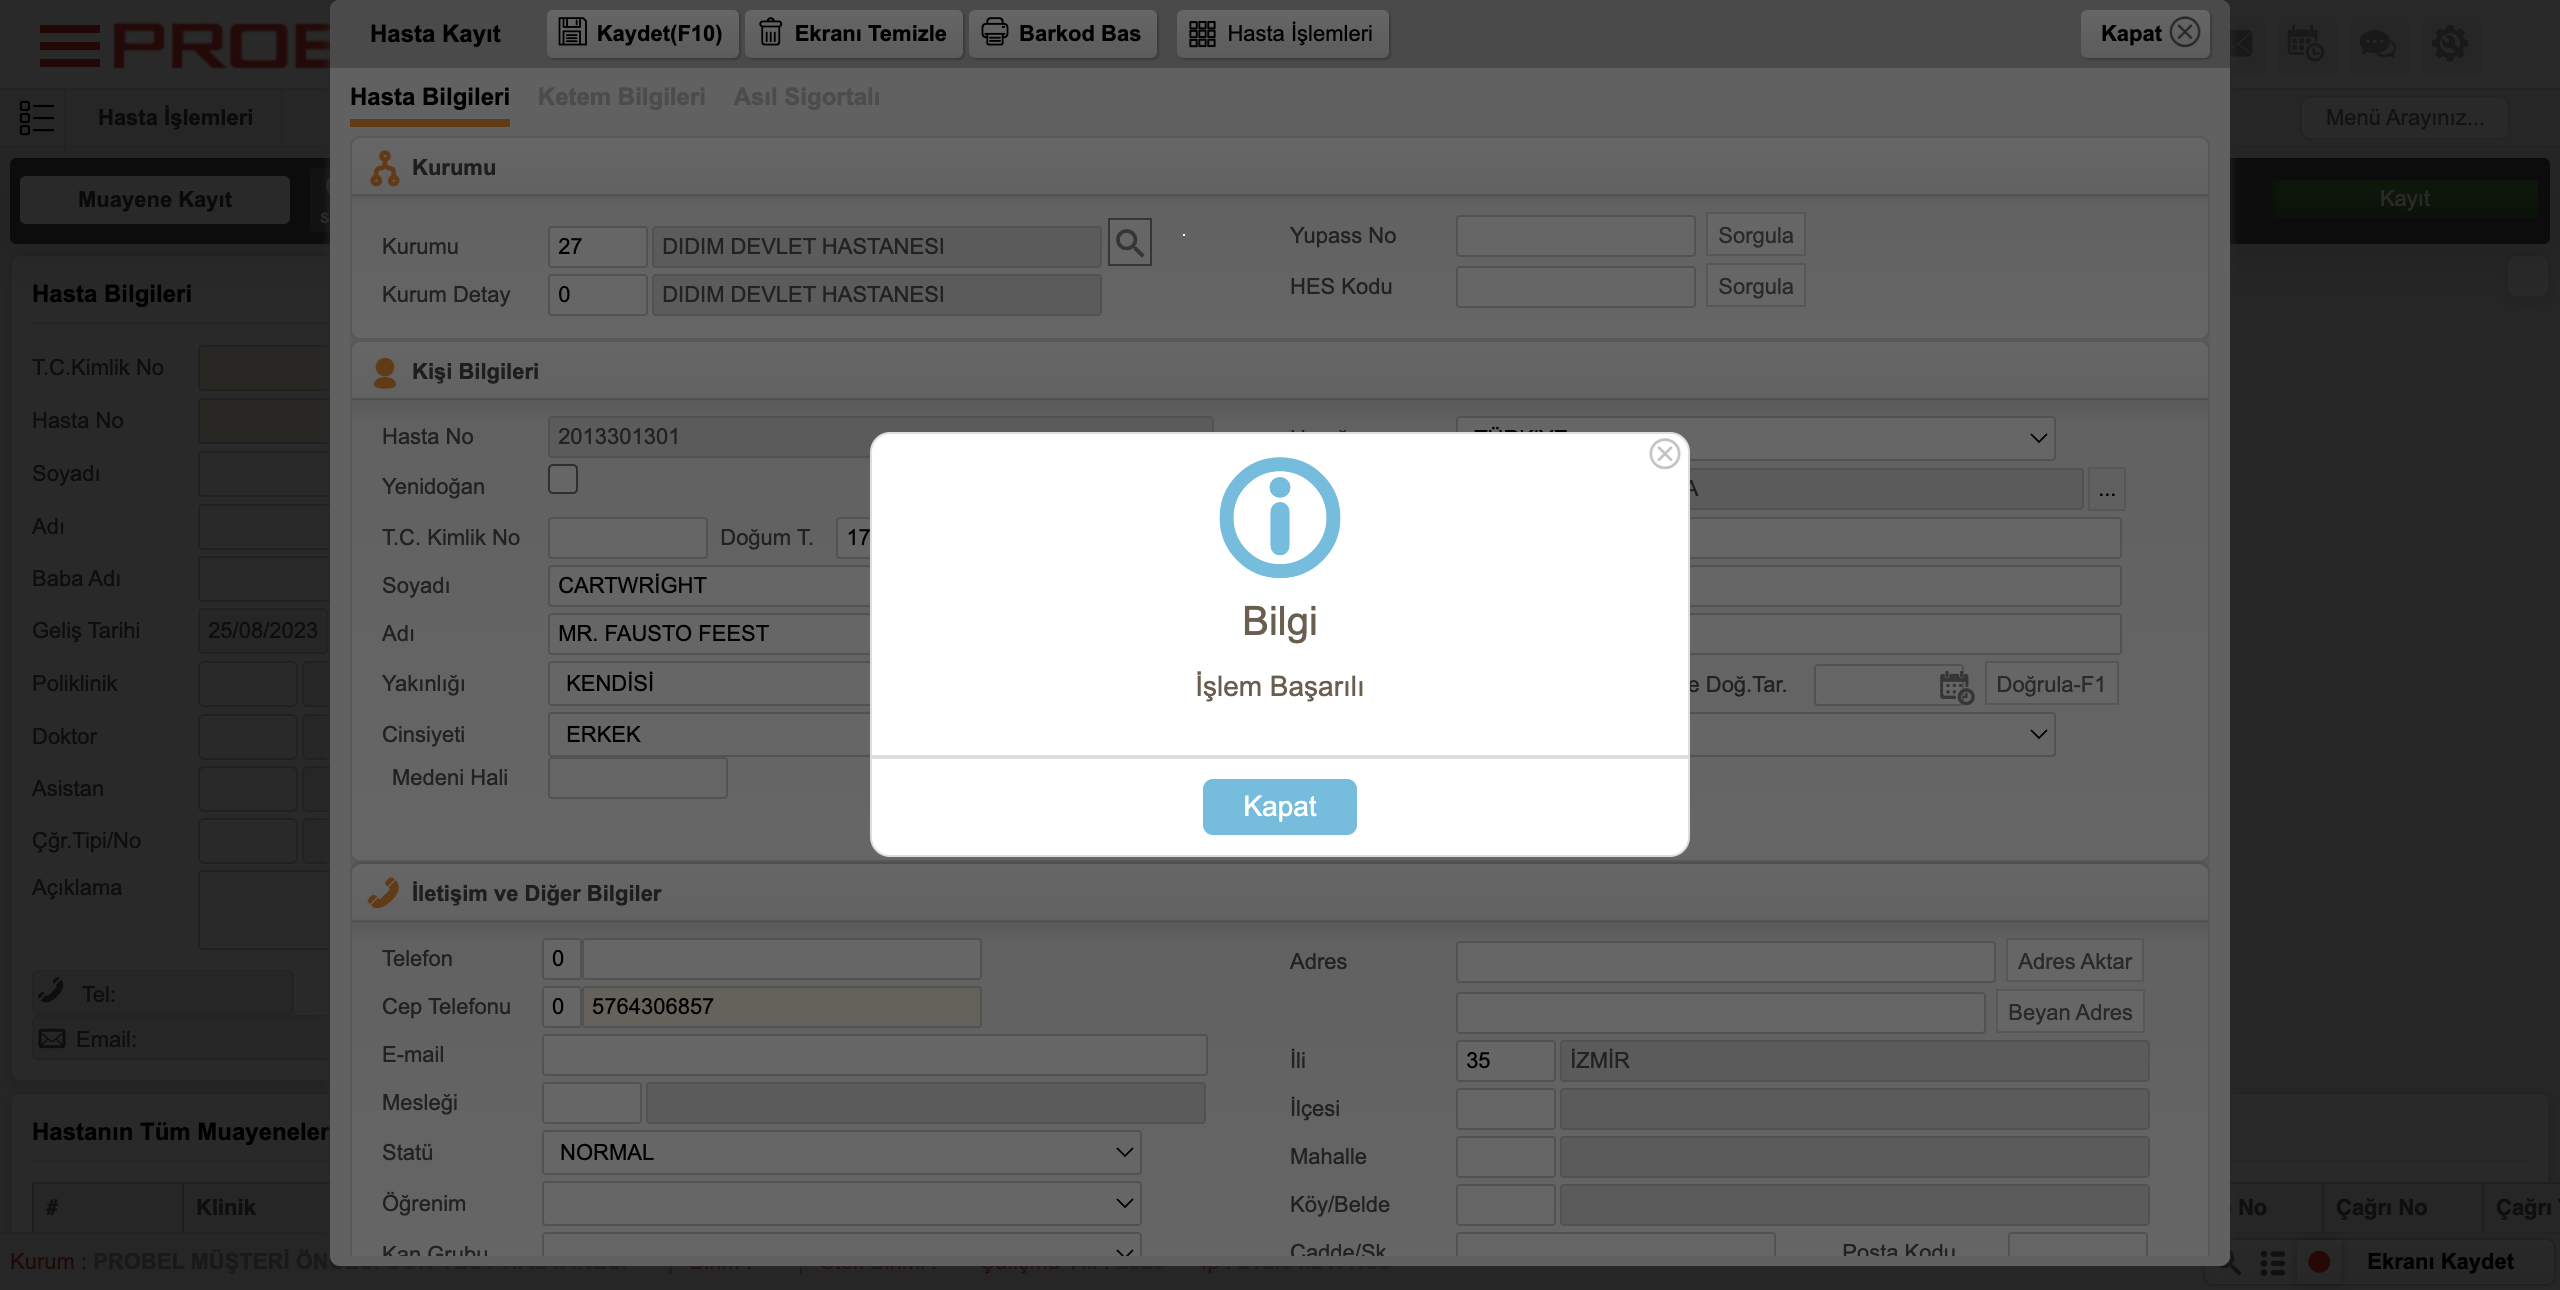 Hasta Kayıt
Kaydet(F10)
Ekranı Temizle
Barkod Bas
Hasta İşlemleri
Kapat
Hasta İşlemleri
Menü Arayınız...
Hasta Bilgileri
Ketem Bilgileri
Asıl Sigortalı
Muayene Kayıt
Kayıt
Kurumu
Kurumu
27
DIDIM DEVLET HASTANESI
Yupass No
Sorgula
Kurum Detay
0
DIDIM DEVLET HASTANESI
HES Kodu
Sorgula
Hasta Bilgileri
T.C.Kimlik No
Hasta No
Soyadı
Adı
Baba Adı
Geliş Tarihi
25/08/2023
Poliklinik
Doktor
Asistan
Çğr.Tipi/No
Açıklama
Tel:
Email:
Kişi Bilgileri
Hasta No
2013301301
Yenidoğan
...
T.C. Kimlik No
Doğum T.
17
Soyadı
CARTWRİGHT
Adı
MR. FAUSTO FEEST
Yakınlığı
KENDİSİ
e Doğ.Tar.
Doğrula-F1
Cinsiyeti
ERKEK
Medeni Hali
Bilgi
İşlem Başarılı
Kapat
İletişim ve Diğer Bilgiler
Telefon
0
Adres
Adres Aktar
Cep Telefonu
0
5764306857
Beyan Adres
E-mail
İli
35
İZMİR
Mesleği
İlçesi
Statü
NORMAL
Mahalle
Öğrenim
Köy/Belde
Kan Grubu
Cadde/Sk
Posta Kodu
Hastanın Tüm Muayeneler
#
Klinik
No
Çağrı No
Çağrı
Kurum : PROBEL MÜŞTERİ
Ekranı Kaydet